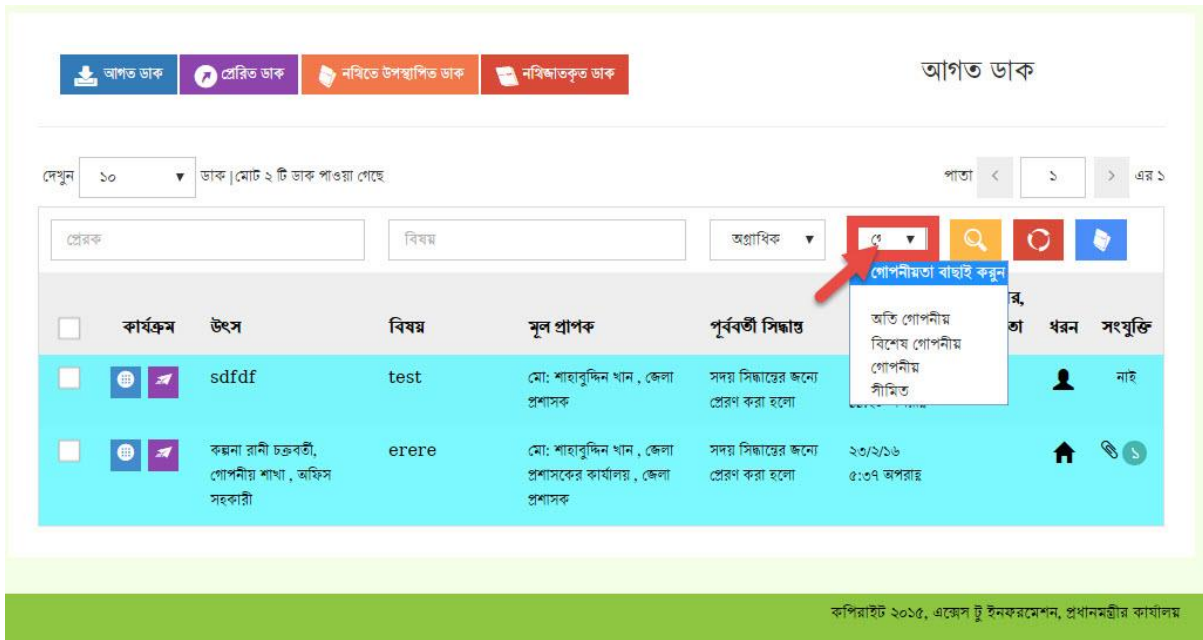 আগত ডাক প্রেরিত ডাক নথিতে উপস্থাপিত ডাক নথিজাতকৃত ডাক আগত ডাক
দেখুন ১০ ডাক | মোট ২ টি ডাক পাওয়া গেছে পাতা < ১ > এর ১
প্রেরক বিষয় অগ্রাধিক
গোপনীয়তা বাছাই করুন
অতি গোপনীয়
বিশেষ গোপনীয়
গোপনীয়
সীমিত
কার্যক্রম উৎস বিষয় মূল প্রাপক পূর্ববর্তী সিদ্ধান্ত ধরন সংযুক্তি
sdfdf test মো: শাহাবুদ্দিন খান , জেলা সদয় সিদ্ধান্তের জন্যে নাই
প্রশাসক প্রেরণ করা হলো
কল্পনা রানী চক্রবর্তী, erere মো: শাহাবুদ্দিন খান , জেলা সদয় সিদ্ধান্তের জন্যে ২৩/২/১৬ ১
গোপনীয় শাখা , অফিস প্রশাসকের কার্যালয় , জেলা প্রেরণ করা হলো ৫:৩৭ অপরাহ্ণ
সহকারী প্রশাসক
কপিরাইট ২০১৫, এক্সেস টু ইনফরমেশন, প্রধানমন্ত্রীর কার্যালয়